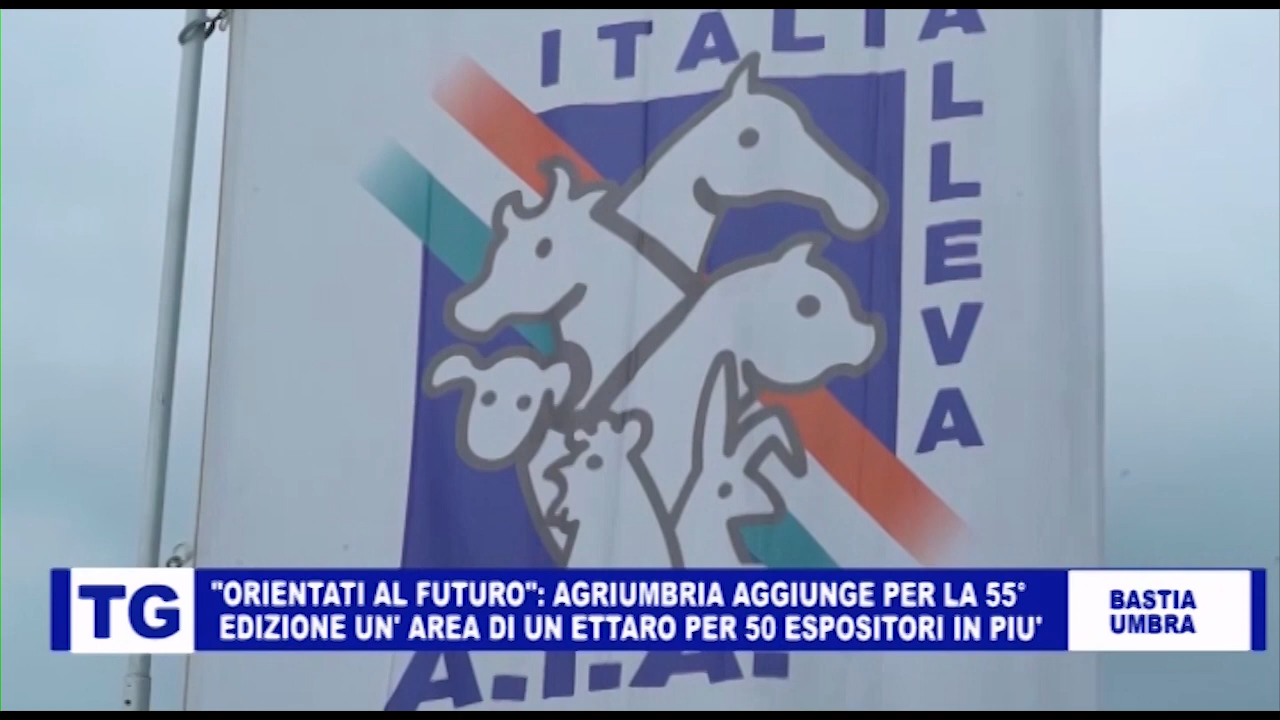 ITALIA
ALLEVA
TG
"ORIENTATI AL FUTURO": AGRIUMBRIA AGGIUNGE PER LA 55°
EDIZIONE UN' AREA DI UN ETTARO PER 50 ESPOSITORI IN PIU'
BASTIA
UMBRA
A.I.A.